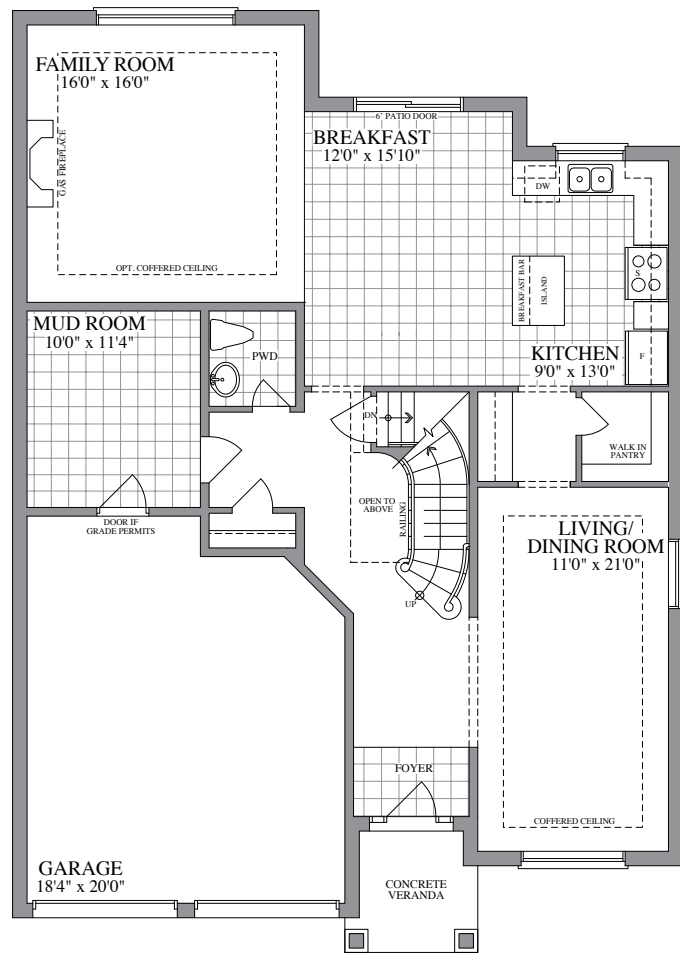 FAMILY ROOM
16'0" x 16'0"
GAS FIREPLACE
OPT. COFFERED CEILING
6' PATIO DOOR
BREAKFAST
12'0" x 15'10"
DW
BREAKFAST BAR
ISLAND
S
F
KITCHEN
9'0" x 13'0"
MUD ROOM
10'0" x 11'4"
PWD
DN
WALK IN
PANTRY
OPEN TO
ABOVE
RAILING
UP
DOOR IF
GRADE PERMITS
LIVING/
DINING ROOM
11'0" x 21'0"
COFFERED CEILING
FOYER
GARAGE
18'4" x 20'0"
CONCRETE
VERANDA